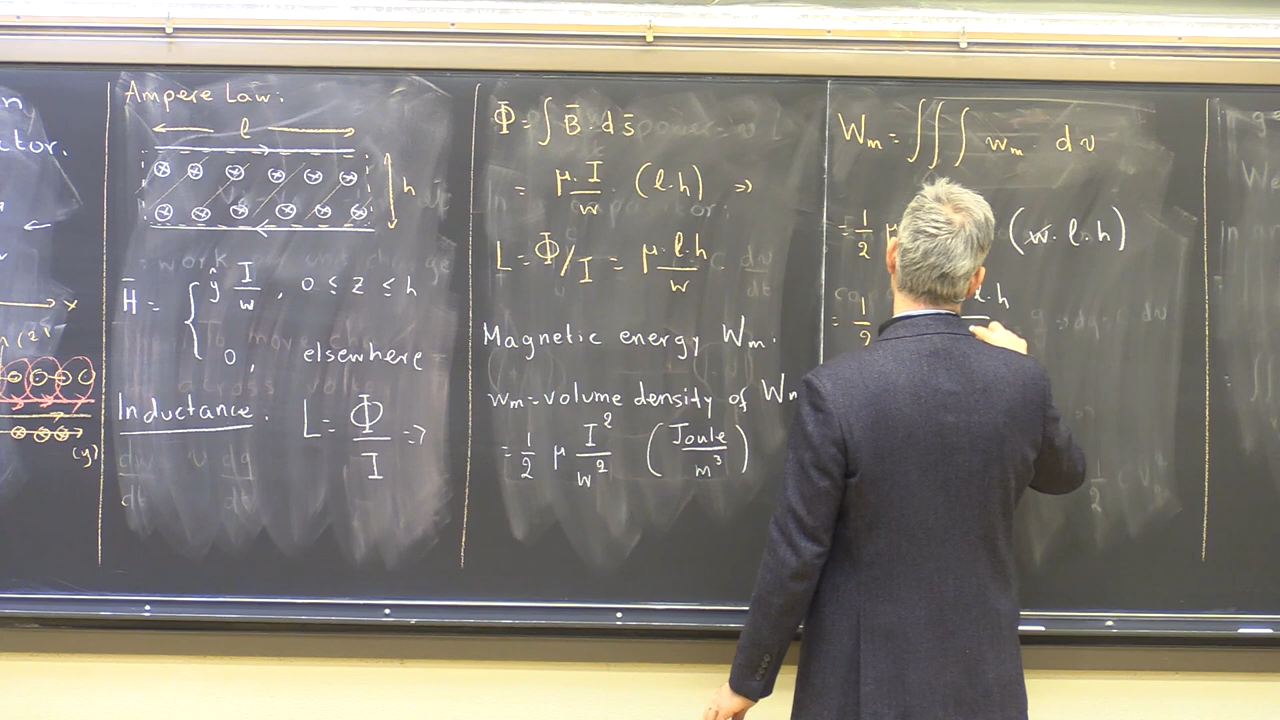 n
tor.
←
→ x
(y)
Ampere Law:
l
h
H̄ = { ŷ I/w , 0 ≤ z ≤ h
0, elsewhere
Inductance. L = Φ/I ⇒
Φ = ∫ B̄ · d s̄
= μ·I/w (l·h) ⇒
L = Φ/I = μ·l·h/w
Magnetic energy Wm.
wm = volume density of Wm
= 1/2 μ I²/w² (Joule/m³)
Wm = ∫∫∫ wm dv
= 1/2 μ (w·l·h)
= 1/2 l·h